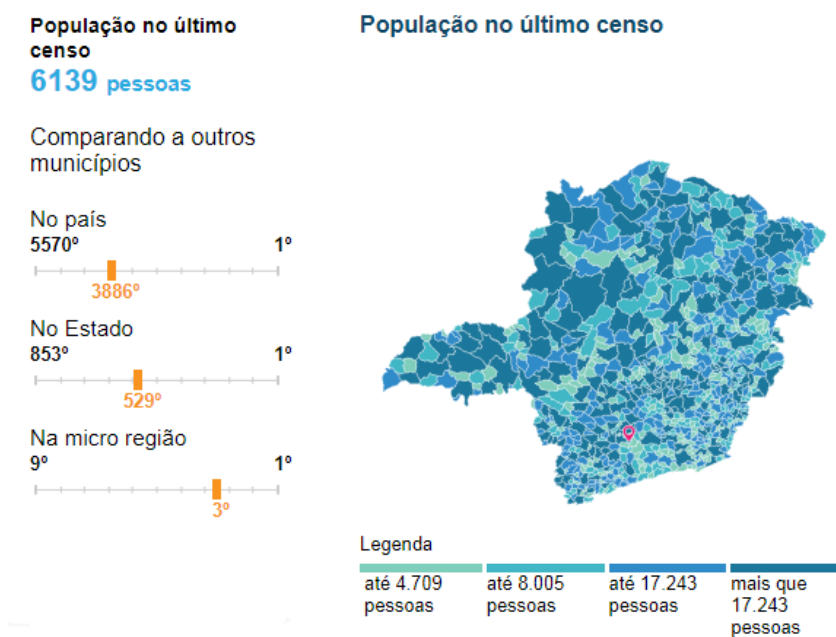 População no último
censo
6139 pessoas
Comparando a outros
municípios
No país
5570º 1º
3886º
No Estado
853º 1º
529º
Na micro região
9º 1º
3º
População no último censo
Legenda
até 4.709
pessoas
até 8.005
pessoas
até 17.243
pessoas
mais que
17.243
pessoas